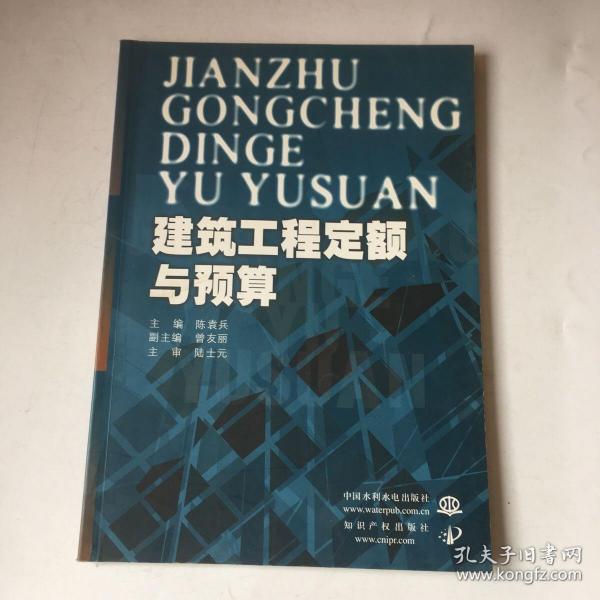 JIANZHU
GONGCHENG
DINGE
YU YUSUAN
建筑工程定额
与预算
主 编 陈袁兵
副主编 曾友丽
主 审 陆士元
YUSUAN
中国水利水电出版社
www.waterpub.com.cn
知识产权出版社
www.cnipr.com
孔夫子旧书网
www.kongfz.com